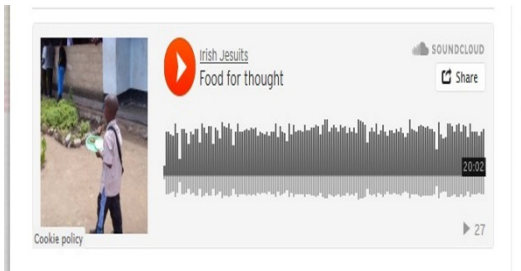 Irish Jesuits
SOUNDCLOUD
Food for thought
Share
20:02
27
Cookie policy